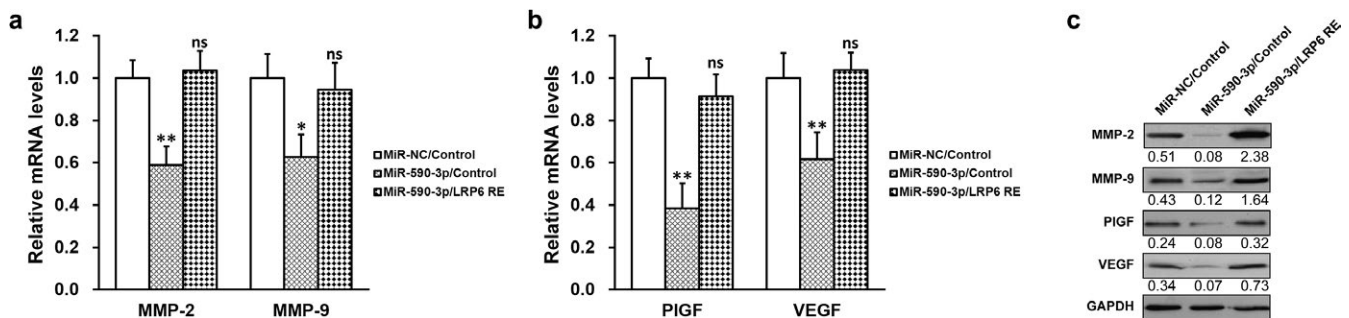 a
Relative mRNA levels
1.2
1.0
0.8
0.6
0.4
0.2
0.0
ns
ns
**
*
MMP-2 MMP-9
MiR-NC/Control
MiR-590-3p/Control
MiR-590-3p/LRP6 RE
b
Relative mRNA levels
1.2
1.0
0.8
0.6
0.4
0.2
0.0
ns
ns
**
**
PIGF VEGF
MiR-NC/Control
MiR-590-3p/Control
MiR-590-3p/LRP6 RE
c
MiR-NC/Control
MiR-590-3p/Control
MiR-590-3p/LRP6 RE
MMP-2
0.51 0.08 2.38
MMP-9
0.43 0.12 1.64
PIGF
0.24 0.08 0.32
VEGF
0.34 0.07 0.73
GAPDH